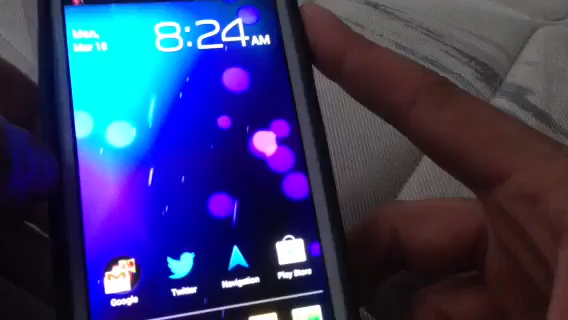 Mon,
8:24 AM
Mar 18
Google
Twitter
Navigation
Play Store